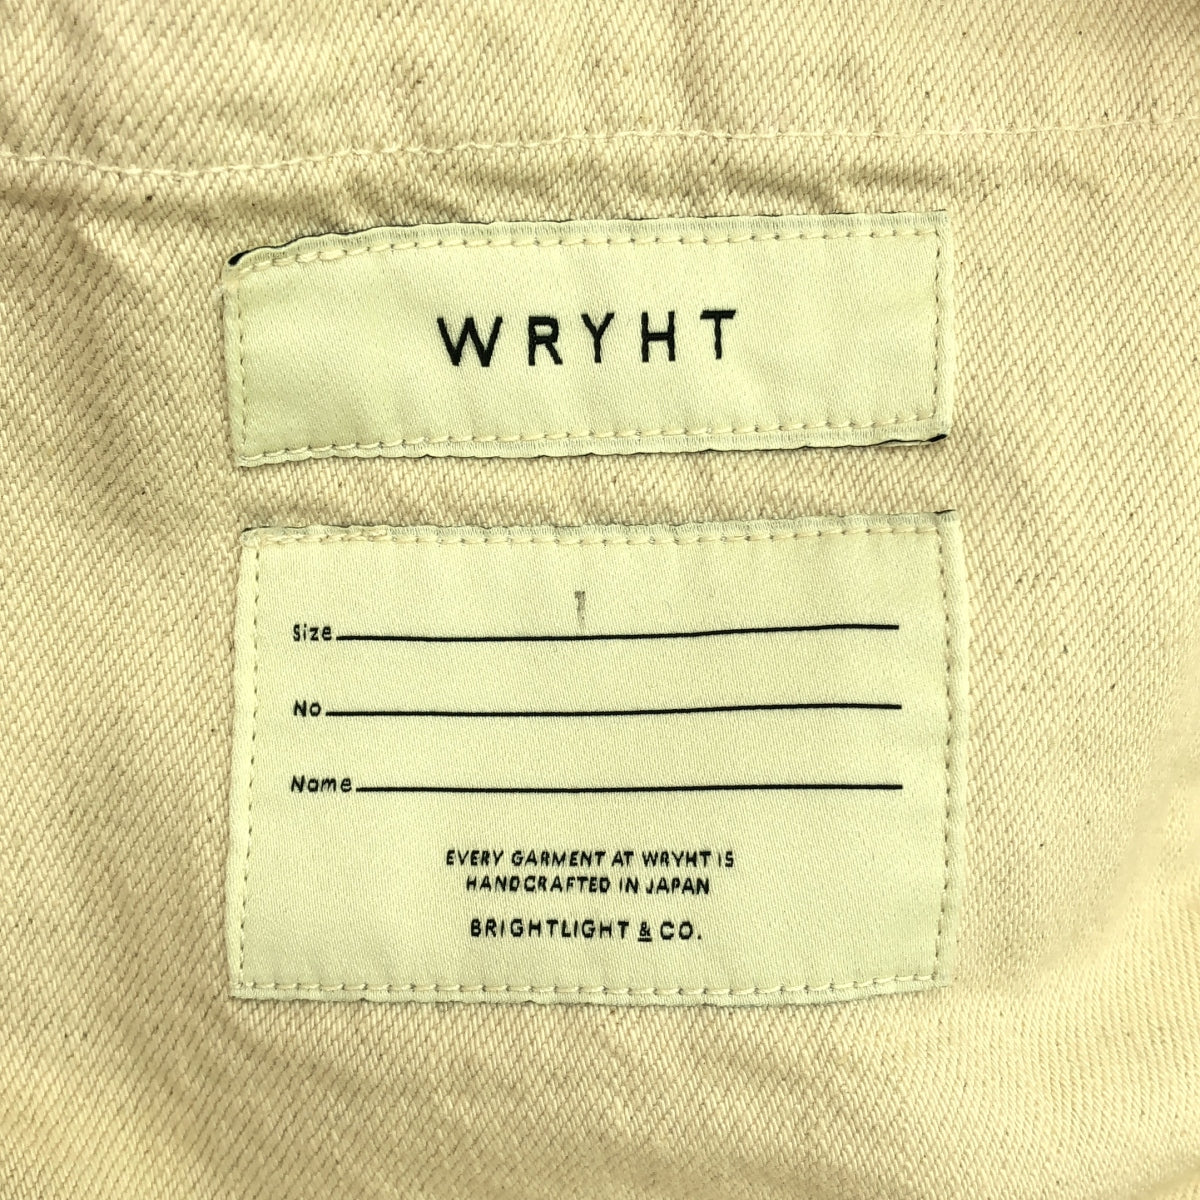 WRYHT
1
Size
No
Name
EVERY GARMENT AT WRYHT IS
HANDCRAFTED IN JAPAN
BRIGHTLIGHT & CO.